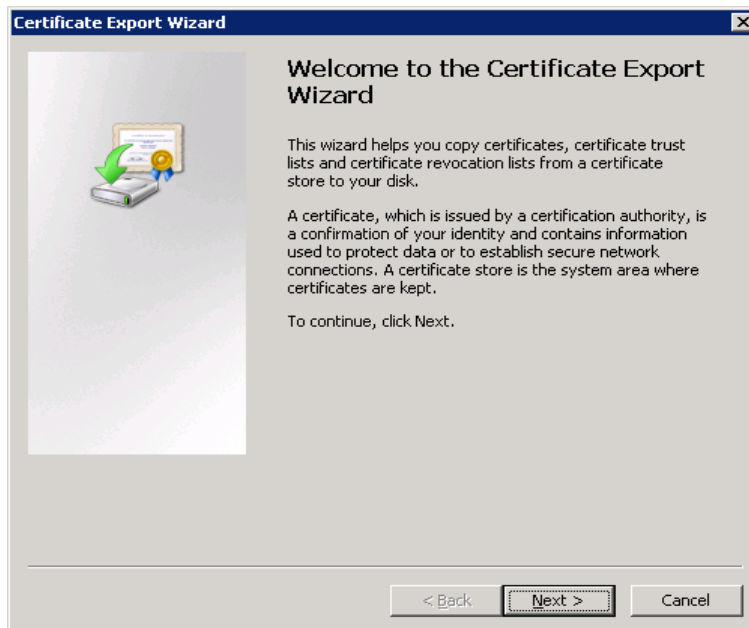 Certificate Export Wizard
Welcome to the Certificate Export
Wizard
This wizard helps you copy certificates, certificate trust
lists and certificate revocation lists from a certificate
store to your disk.
A certificate, which is issued by a certification authority, is
a confirmation of your identity and contains information
used to protect data or to establish secure network
connections. A certificate store is the system area where
certificates are kept.
To continue, click Next.
< Back
Next >
Cancel